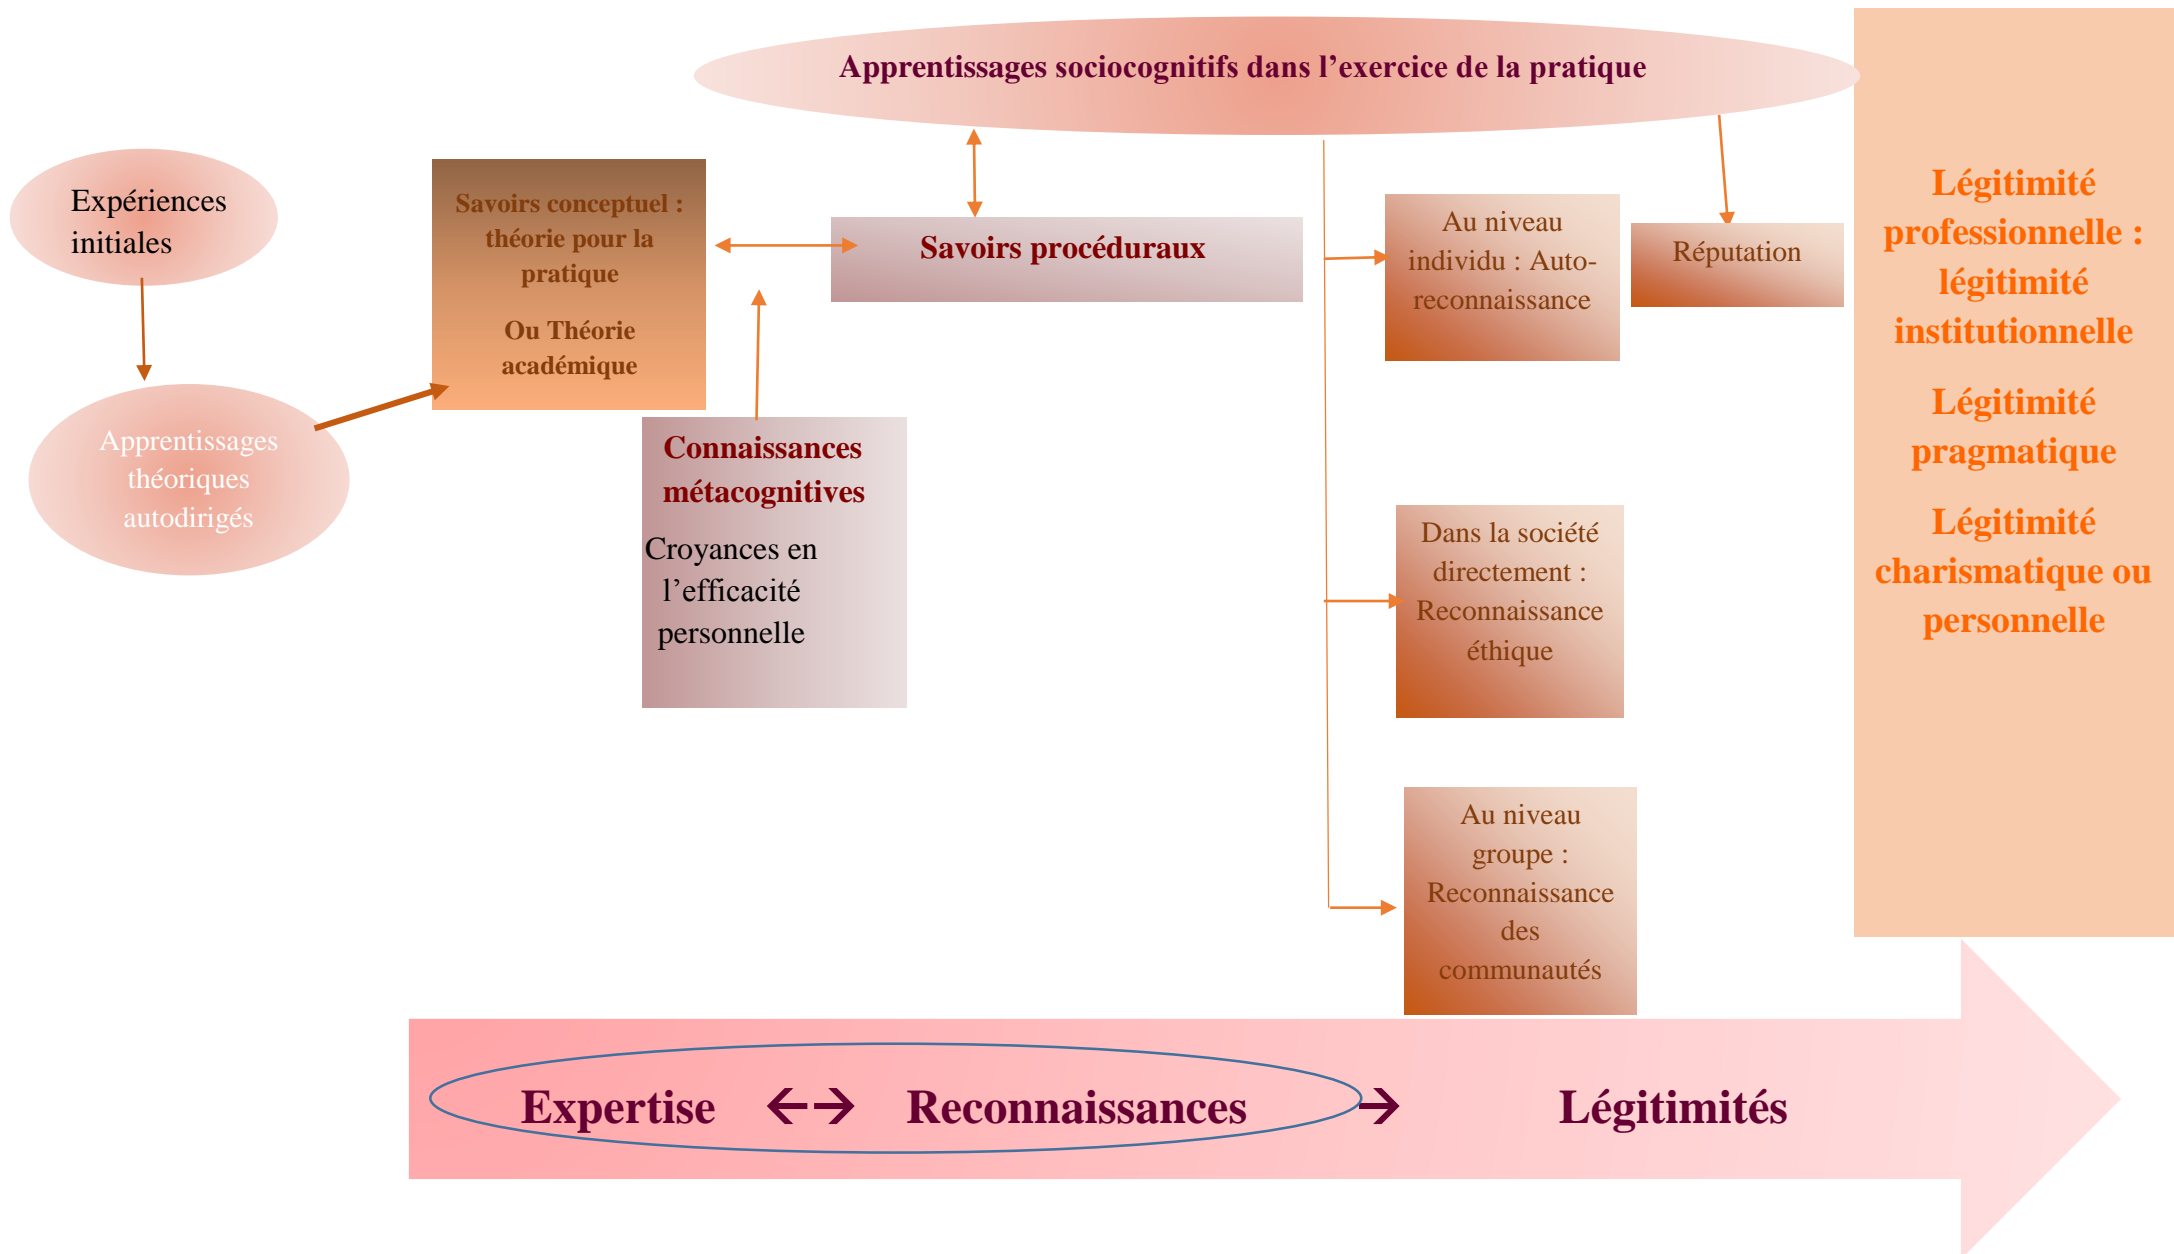 Apprentissages sociocognitifs dans l’exercice de la pratique
Expériences
initiales
Apprentissages
théoriques
autodirigés
Savoirs conceptuel :
théorie pour la
pratique
Ou Théorie
académique
Savoirs procéduraux
Connaissances
métacognitives
Croyances en
l’efficacité
personnelle
Au niveau
individu : Auto-
reconnaissance
Réputation
Dans la société
directement :
Reconnaissance
éthique
Au niveau
groupe :
Reconnaissance
des
communautés
Légitimité
professionnelle :
légitimité
institutionnelle
Légitimité
pragmatique
Légitimité
charismatique ou
personnelle
Expertise ←→ Reconnaissances → Légitimités